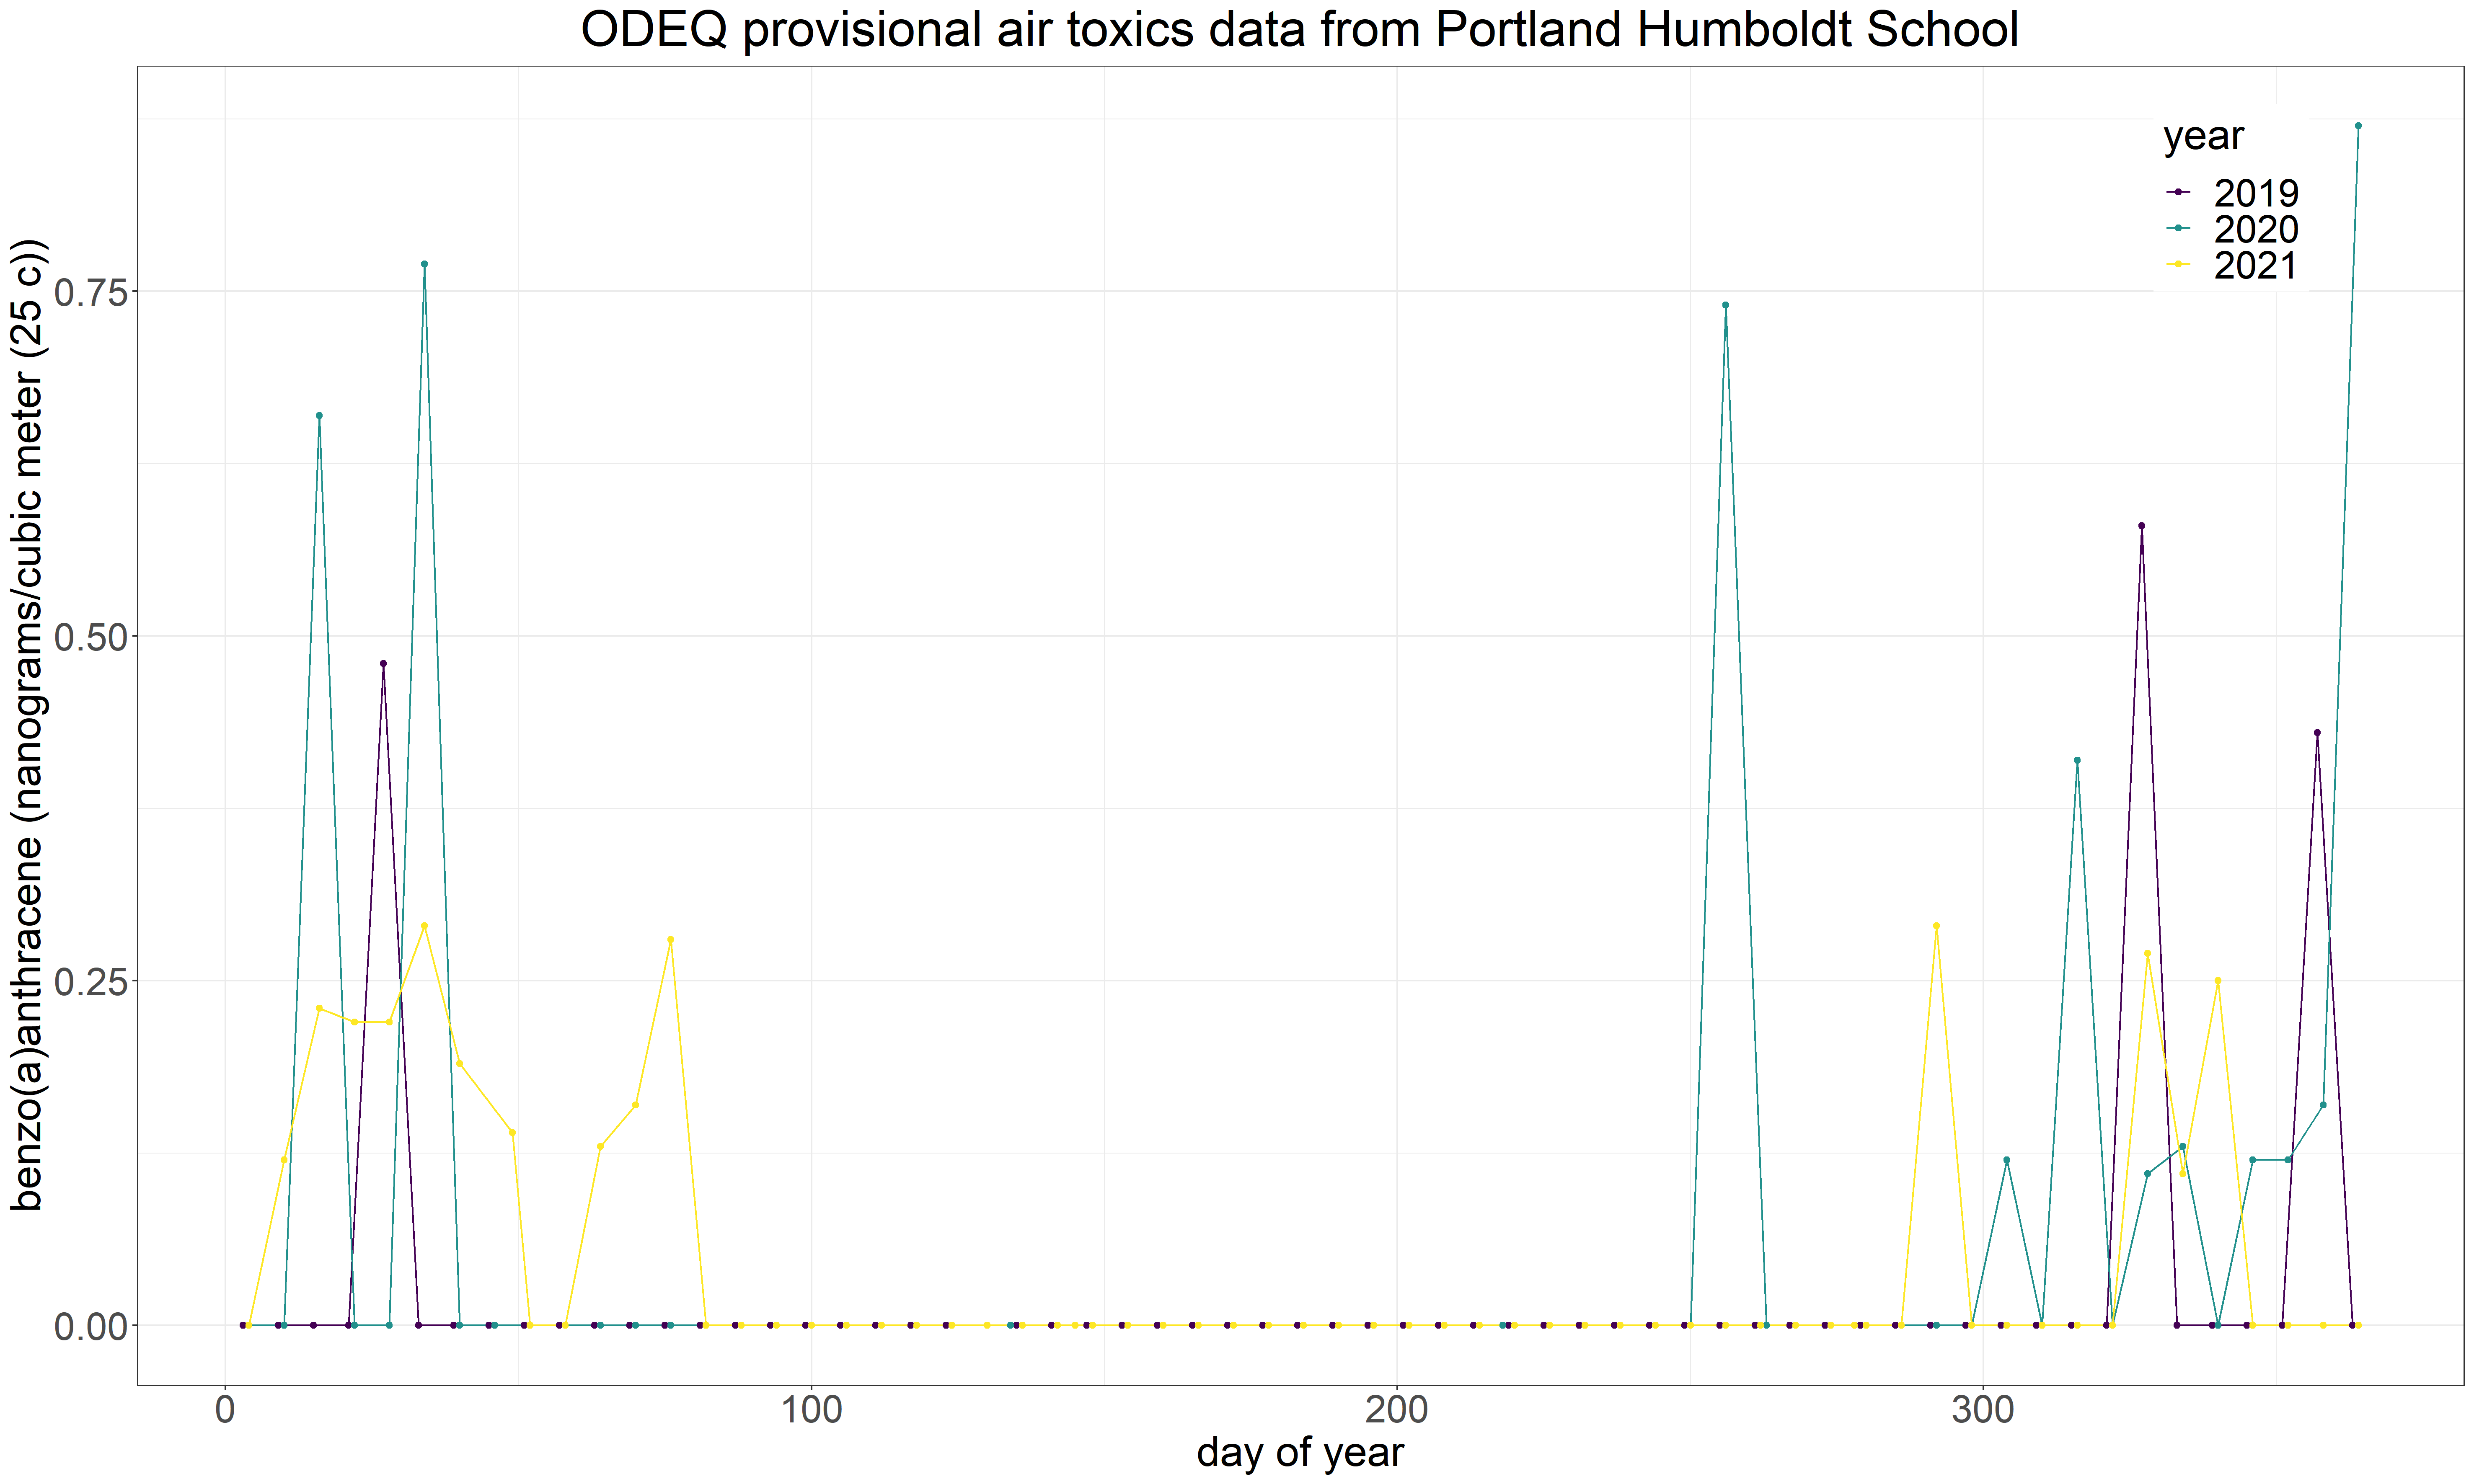 ODEQ provisional air toxics data from Portland Humboldt School
benzo(a)anthracene (nanograms/cubic meter (25 c))
0.75
0.50
0.25
0.00
year
2019
2020
2021
0 100 200 300
day of year